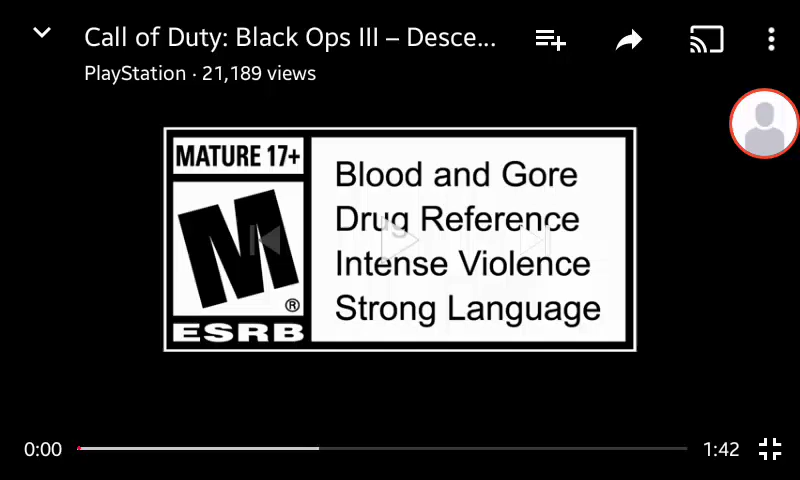 Call of Duty: Black Ops III – Desce...
PlayStation · 21,189 views
MATURE 17+
M
®
ESRB
Blood and Gore
Drug Reference
Intense Violence
Strong Language
0:00
1:42